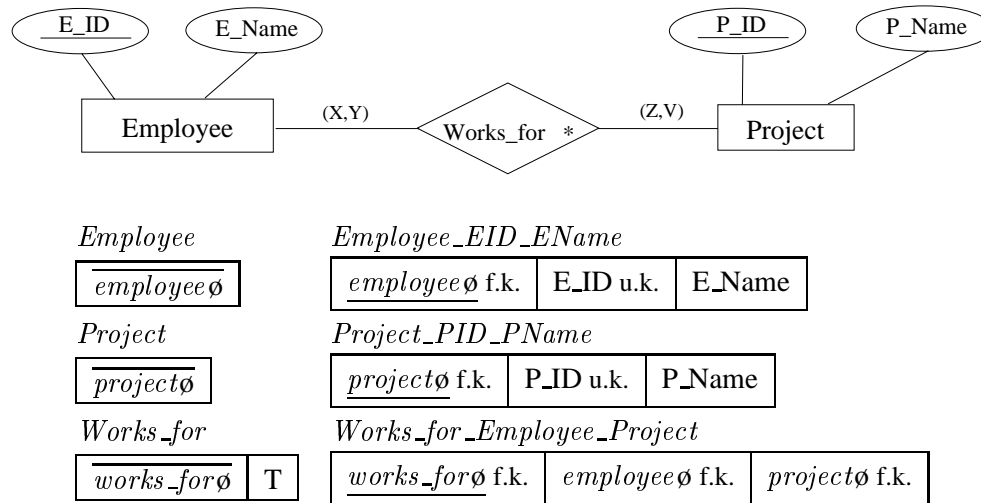 E_ID E_Name P_ID P_Name
(X,Y) (Z,V)
Employee Works_for * Project
Employee Employee_EID_EName
employeeø employeeø f.k. E_ID u.k. E_Name
Project Project_PID_PName
projectø projectø f.k. P_ID u.k. P_Name
Works_for Works_for_Employee_Project
works_forø T works_forø f.k. employeeø f.k. projectø f.k.